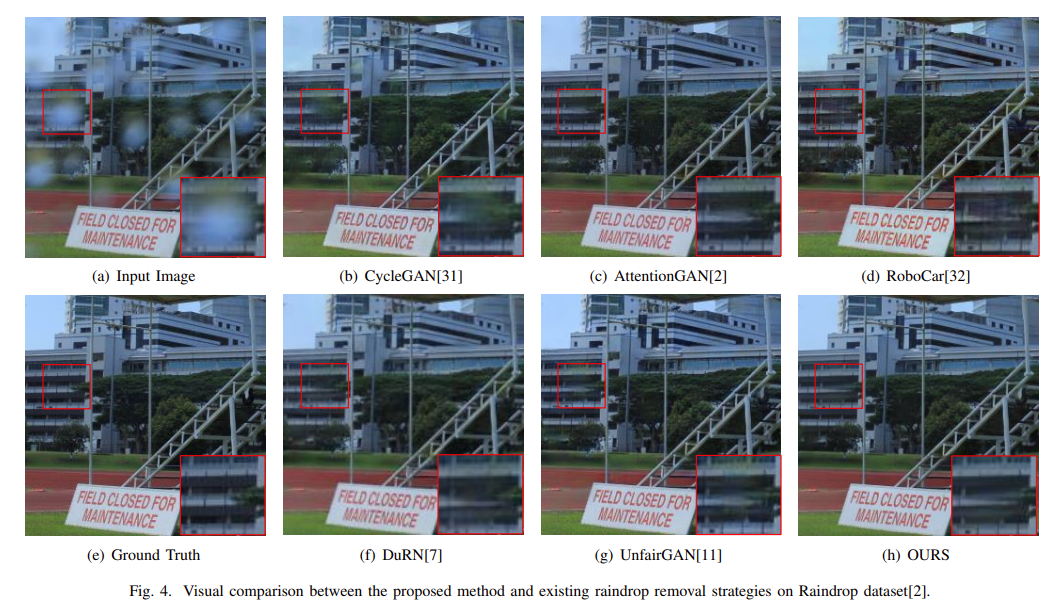 FIELD CLOSED FOR
MAINTENANCE
FIELD CLOSED FOR
MAINTENANCE
FIELD CLOSED FOR
MAINTENANCE
FIELD CLOSED FOR
MAINTENANCE
(a) Input Image
(b) CycleGAN[31]
(c) AttentionGAN[2]
(d) RoboCar[32]
FIELD CLOSED FOR
MAINTENANCE
FIELD CLOSED FOR
MAINTENANCE
FIELD CLOSED FOR
MAINTENANCE
FIELD CLOSED FOR
MAINTENANCE
(e) Ground Truth
(f) DuRN[7]
(g) UnfairGAN[11]
(h) OURS
Fig. 4. Visual comparison between the proposed method and existing raindrop removal strategies on Raindrop dataset[2].